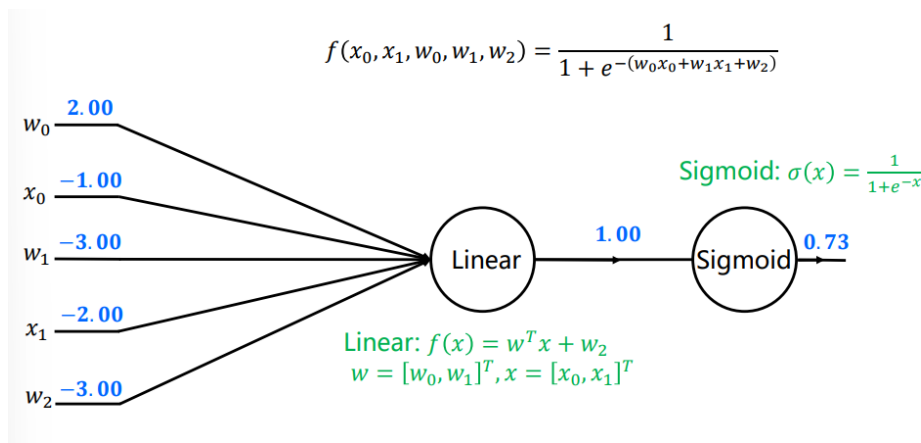 f(x₀, x₁, w₀, w₁, w₂) = 1 / (1 + e^−(w₀x₀+w₁x₁+w₂))
w₀ 2.00
x₀ −1.00
Sigmoid: σ(x) = 1 / (1+e^−x)
w₁ −3.00
Linear
1.00
Sigmoid
0.73
x₁ −2.00
Linear: f(x) = wᵀx + w₂
w = [w₀, w₁]ᵀ, x = [x₀, x₁]ᵀ
w₂ −3.00